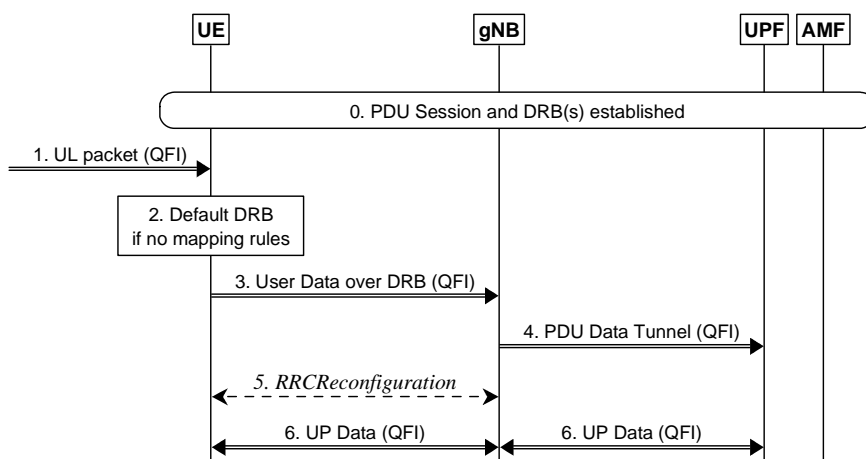 UE
gNB
UPF
AMF
0. PDU Session and DRB(s) established
1. UL packet (QFI)
2. Default DRB
if no mapping rules
3. User Data over DRB (QFI)
4. PDU Data Tunnel (QFI)
5. RRCReconfiguration
6. UP Data (QFI)
6. UP Data (QFI)